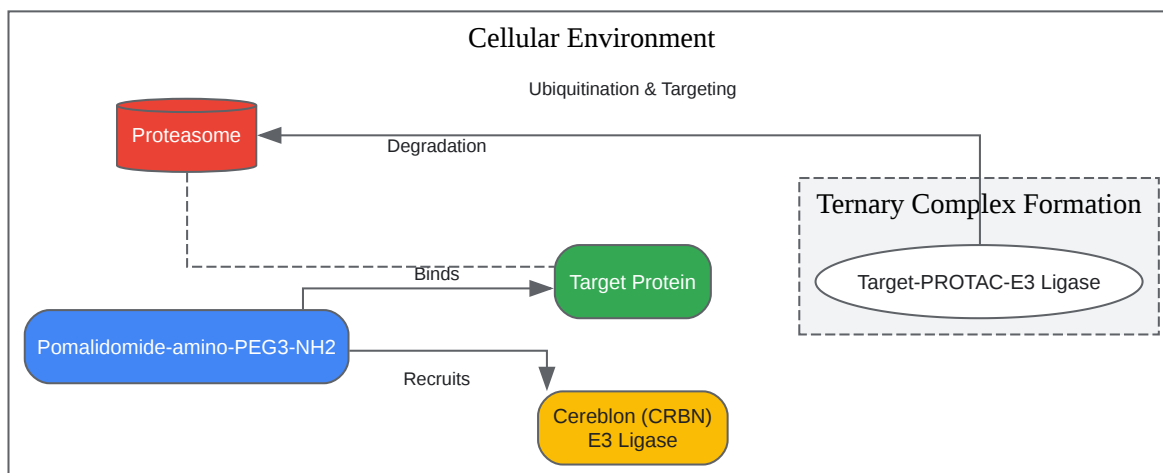 Cellular Environment
Ubiquitination & Targeting
Proteasome
Degradation
Ternary Complex Formation
Target-PROTAC-E3 Ligase
Binds
Target Protein
Pomalidomide-amino-PEG3-NH2
Recruits
Cereblon (CRBN)
E3 Ligase